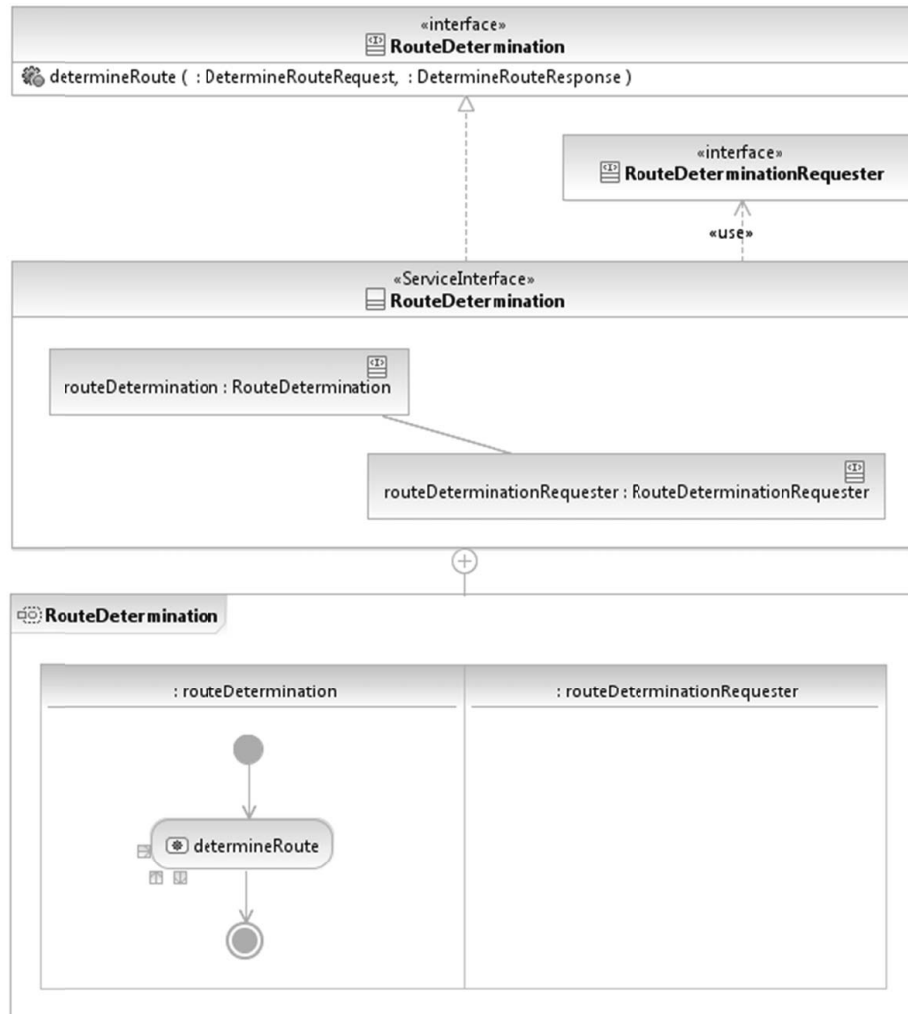 «interface»
RouteDetermination
determineRoute ( : DetermineRouteRequest, : DetermineRouteResponse )
«interface»
RouteDeterminationRequester
«use»
«ServiceInterface»
RouteDetermination
routeDetermination : RouteDetermination
routeDeterminationRequester : RouteDeterminationRequester
RouteDetermination
: routeDetermination
: routeDeterminationRequester
determineRoute